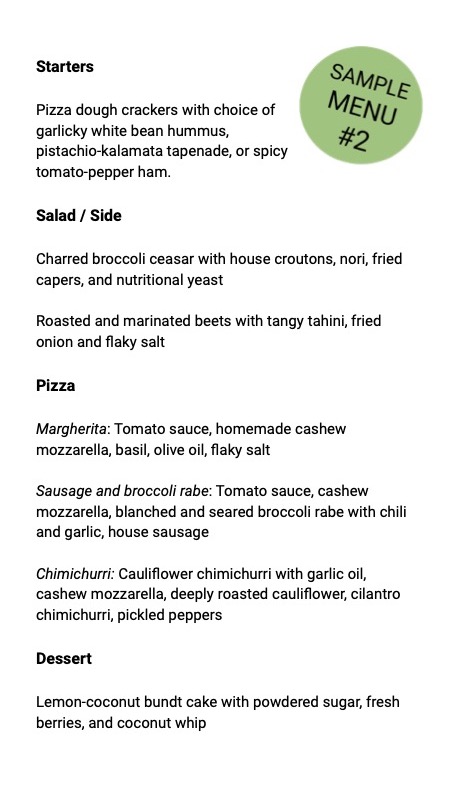 Starters
SAMPLE
MENU
#2
Pizza dough crackers with choice of
garlicky white bean hummus,
pistachio-kalamata tapenade, or spicy
tomato-pepper ham.
Salad / Side
Charred broccoli ceasar with house croutons, nori, fried
capers, and nutritional yeast
Roasted and marinated beets with tangy tahini, fried
onion and flaky salt
Pizza
Margherita: Tomato sauce, homemade cashew
mozzarella, basil, olive oil, flaky salt
Sausage and broccoli rabe: Tomato sauce, cashew
mozzarella, blanched and seared broccoli rabe with chili
and garlic, house sausage
Chimichurri: Cauliflower chimichurri with garlic oil,
cashew mozzarella, deeply roasted cauliflower, cilantro
chimichurri, pickled peppers
Dessert
Lemon-coconut bundt cake with powdered sugar, fresh
berries, and coconut whip